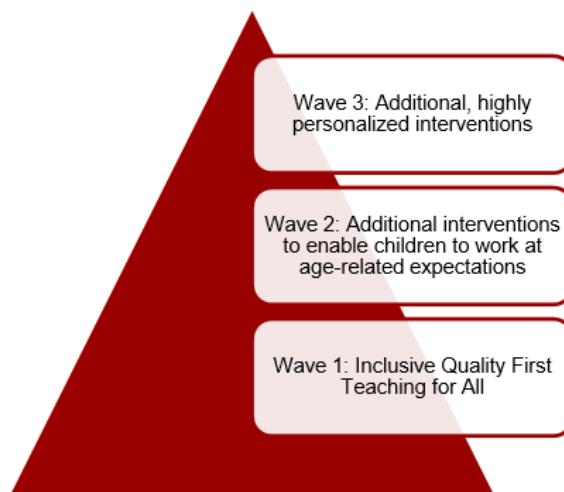 Wave 3: Additional, highly
personalized interventions
Wave 2: Additional interventions
to enable children to work at
age-related expectations
Wave 1: Inclusive Quality First
Teaching for All